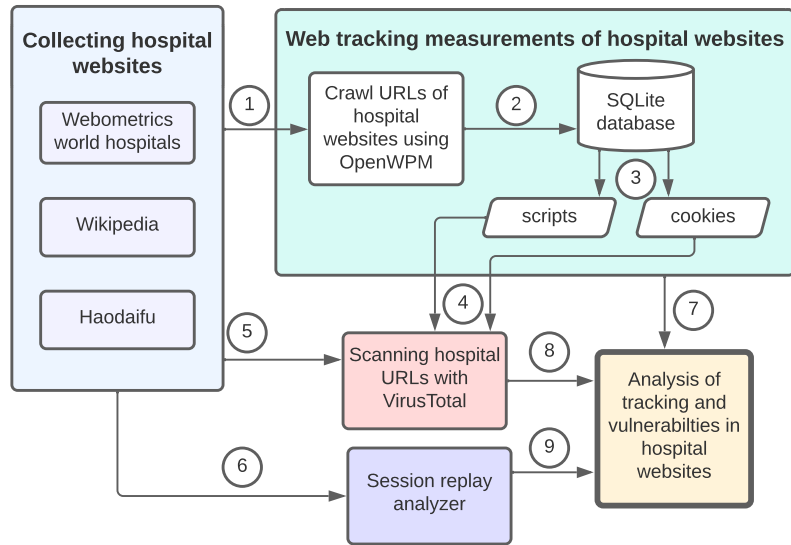 Collecting hospital
websites
Webometrics
world hospitals
Wikipedia
Haodaifu
Web tracking measurements of hospital websites
1
Crawl URLs of
hospital
websites using
OpenWPM
2
SQLite
database
3
scripts
cookies
4
5
Scanning hospital
URLs with
VirusTotal
6
Session replay
analyzer
7
8
9
Analysis of
tracking and
vulnerabilties in
hospital
websites